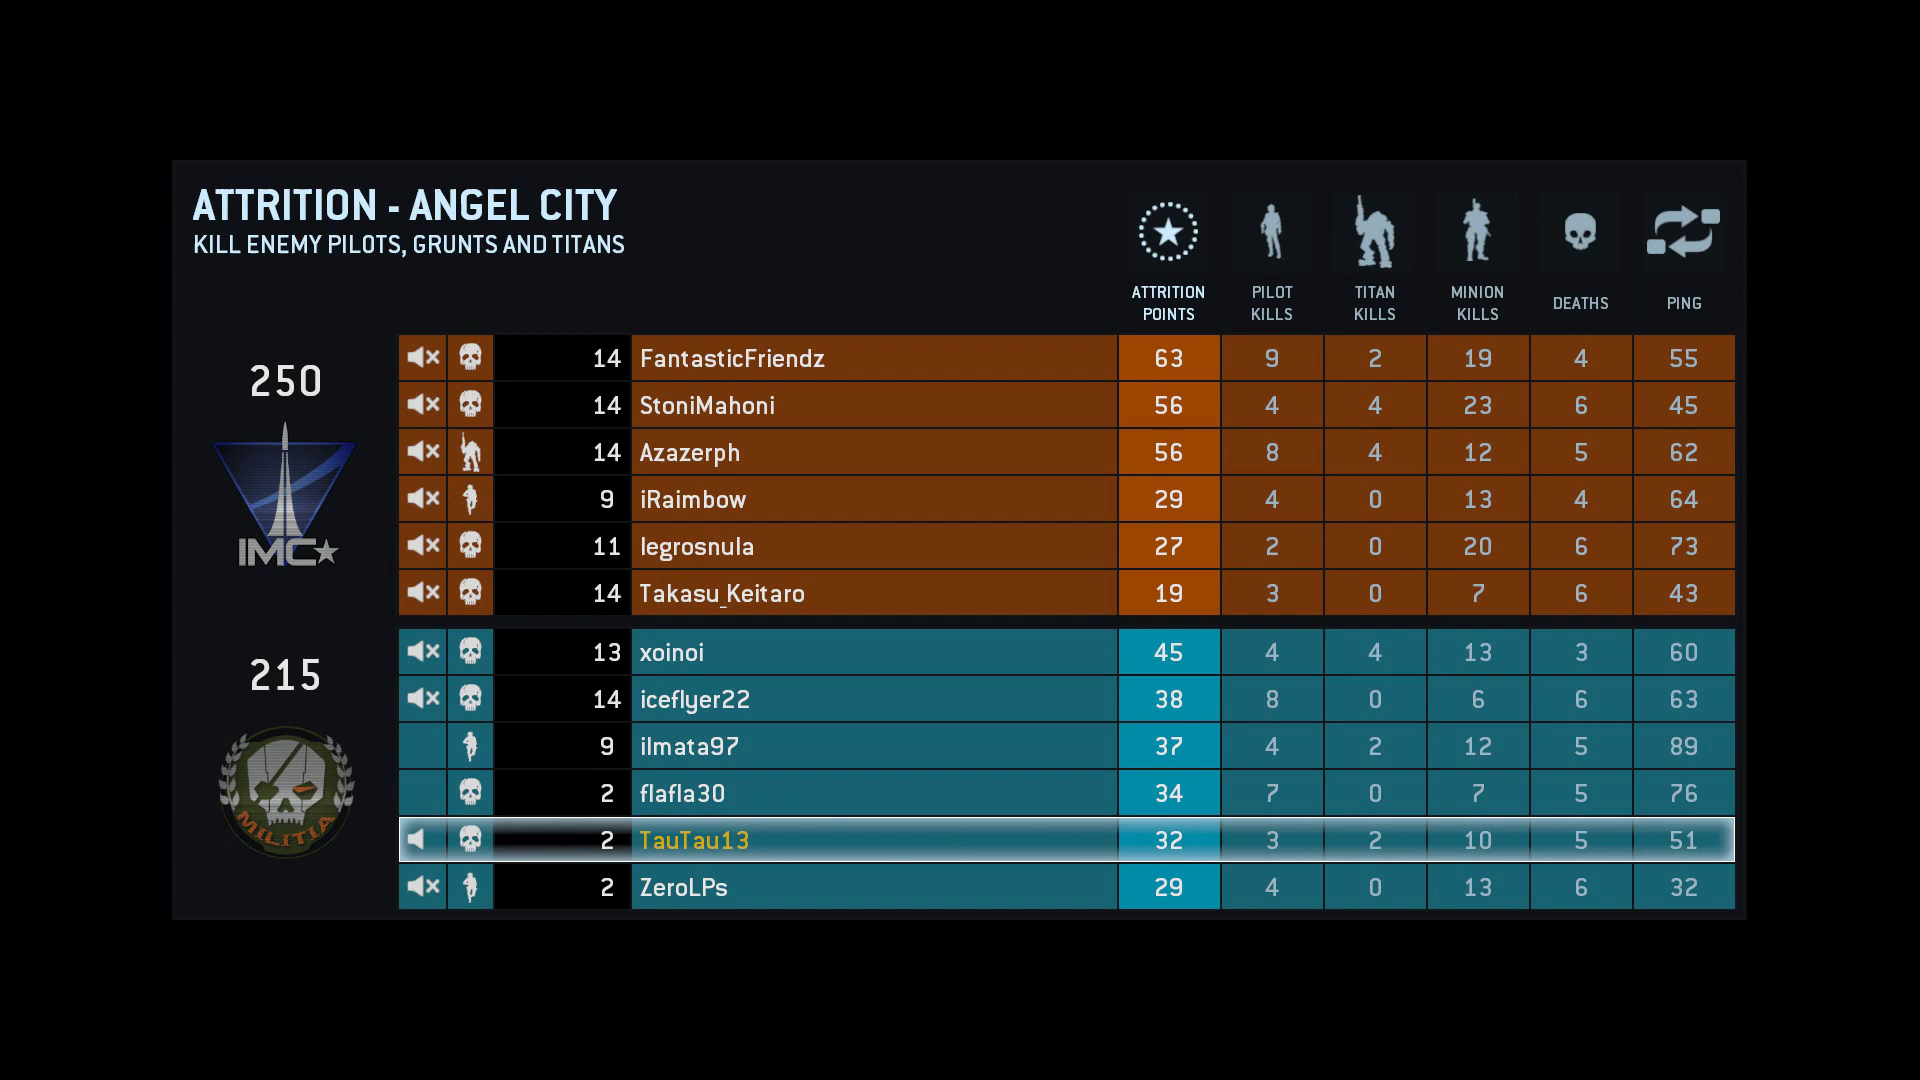 ATTRITION - ANGEL CITY
KILL ENEMY PILOTS, GRUNTS AND TITANS
ATTRITION POINTS PILOT KILLS TITAN KILLS MINION KILLS DEATHS PING
250
IMC
14 FantasticFriendz 63 9 2 19 4 55
14 StoniMahoni 56 4 4 23 6 45
14 Azazerph 56 8 4 12 5 62
9 iRaimbow 29 4 0 13 4 64
11 legrosnula 27 2 0 20 6 73
14 Takasu_Keitaro 19 3 0 7 6 43
215
MILITIA
13 xoinoi 45 4 4 13 3 60
14 iceflyer22 38 8 0 6 6 63
9 ilmata97 37 4 2 12 5 89
2 flafla30 34 7 0 7 5 76
2 TauTau13 32 3 2 10 5 51
2 ZeroLPs 29 4 0 13 6 32